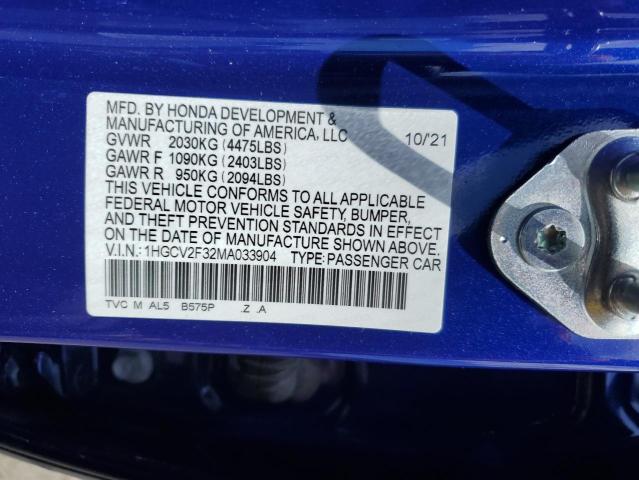 MFD. BY HONDA DEVELOPMENT &
MANUFACTURING OF AMERICA, LLC 10/'21
GVWR 2030KG (4475LBS)
GAWR F 1090KG (2403LBS)
GAWR R 950KG (2094LBS)
THIS VEHICLE CONFORMS TO ALL APPLICABLE
FEDERAL MOTOR VEHICLE SAFETY, BUMPER,
AND THEFT PREVENTION STANDARDS IN EFFECT
ON THE DATE OF MANUFACTURE SHOWN ABOVE.
V.I.N.: 1HGCV2F32MA033904 TYPE: PASSENGER CAR
TVC M AL5 B575P .Z .A